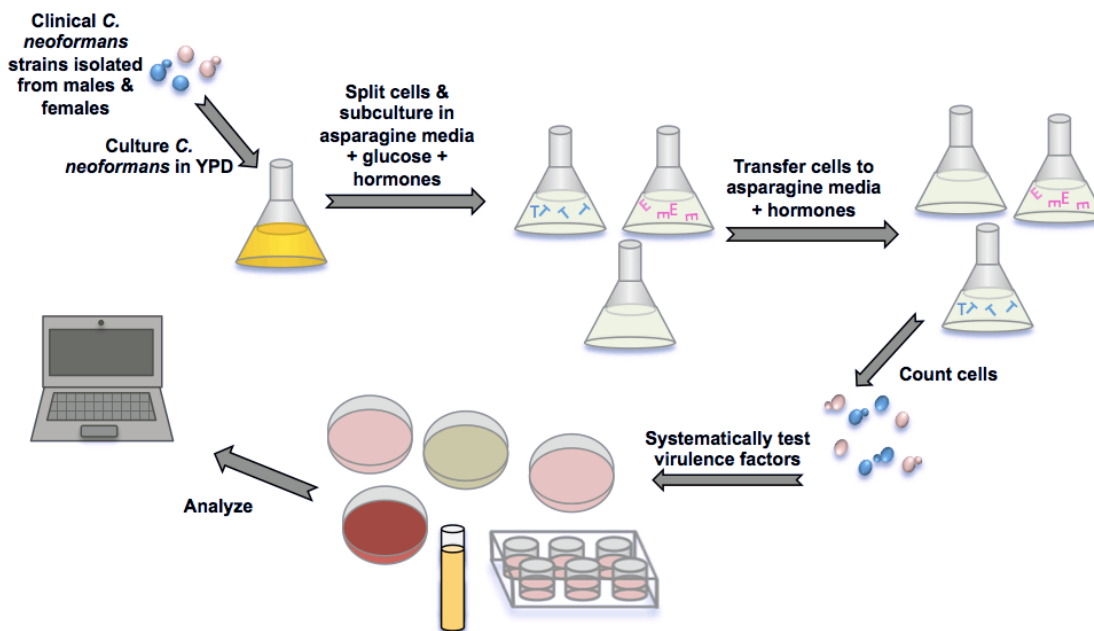 Clinical C.
neoformans
strains isolated
from males &
females
Culture C.
neoformans in YPD
Split cells &
subculture in
asparagine media
+ glucose +
hormones
T T T T
E E E E
Transfer cells to
asparagine media
+ hormones
E E E E
T T T T
Count cells
Systematically test
virulence factors
Analyze